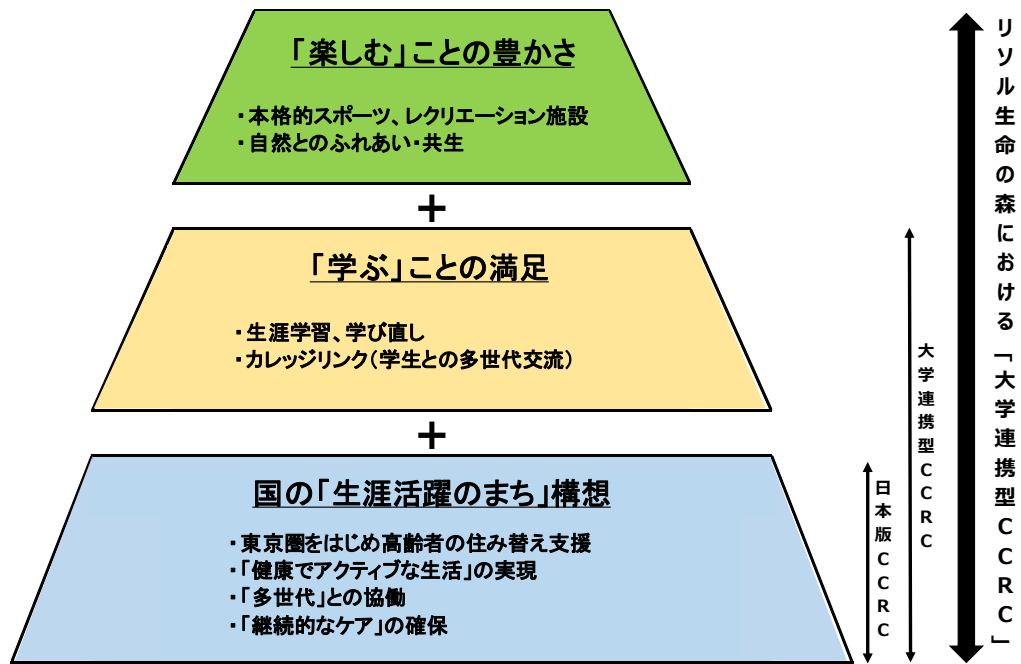 「楽しむ」ことの豊かさ
・本格的スポーツ、レクリエーション施設
・自然とのふれあい・共生
+
「学ぶ」ことの満足
・生涯学習、学び直し
・カレッジリンク（学生との多世代交流）
+
国の「生涯活躍のまち」構想
・東京圏をはじめ高齢者の住み替え支援
・「健康でアクティブな生活」の実現
・「多世代」との協働
・「継続的なケア」の確保
日本版CCRC
大学連携型CCRC
リソル生命の森における「大学連携型CCRC」